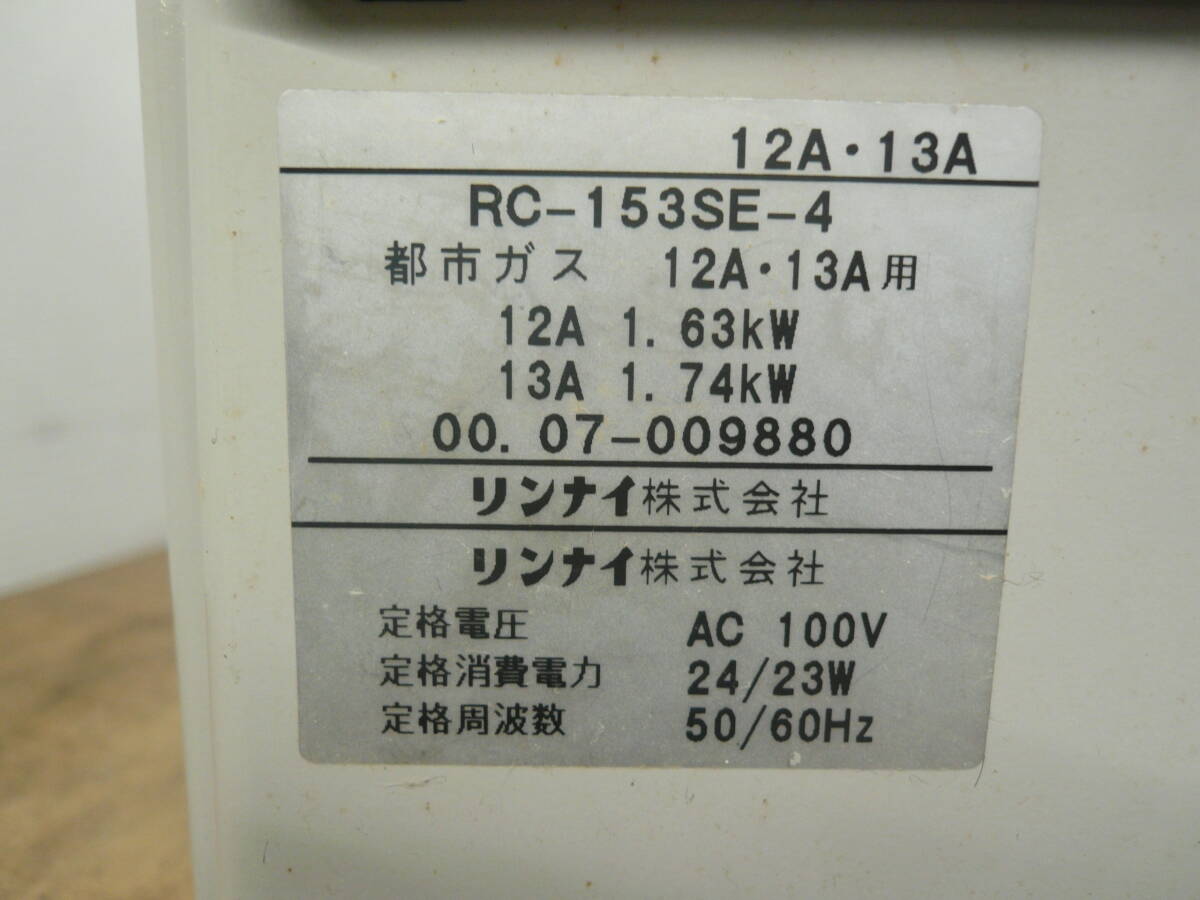 12A・13A
RC-153SE-4
都市ガス 12A・13A用
12A 1.63kW
13A 1.74kW
00.07-009880
リンナイ株式会社
リンナイ株式会社
定格電圧 AC 100V
定格消費電力 24/23W
定格周波数 50/60Hz